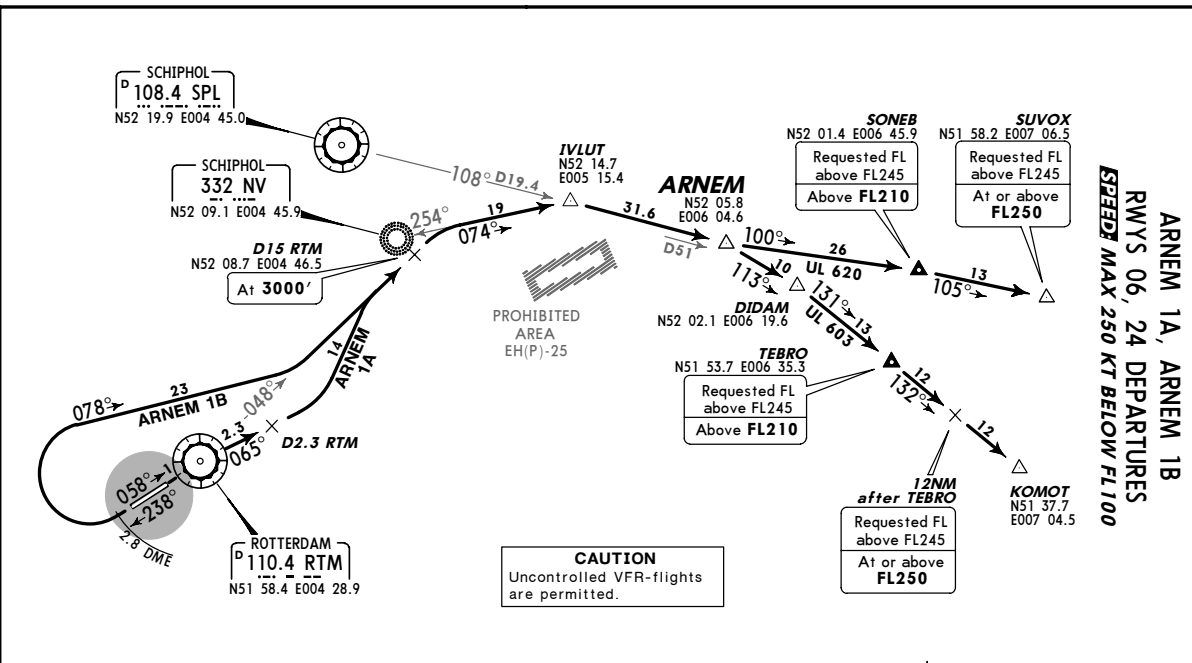 SCHIPHOL
D 108.4 SPL
N52 19.9 E004 45.0
SCHIPHOL
332 NV
N52 09.1 E004 45.9
D15 RTM
N52 08.7 E004 46.5
At 3000'
108° D19.4
254°
19
074°
IVLUT
N52 14.7
E005 15.4
31.6
ARNEM
N52 05.8
E006 04.6
D51
PROHIBITED
AREA
EH(P)-25
SONEB
N52 01.4 E006 45.9
Requested FL
above FL245
Above FL210
SUVOX
N51 58.2 E007 06.5
Requested FL
above FL245
At or above
FL250
100°
26
UL 620
13
105°
10
113°
DIDAM
N52 02.1 E006 19.6
131°
13
UL 603
TEBRO
N51 53.7 E006 35.3
Requested FL
above FL245
Above FL210
12
132°
12
12NM
after TEBRO
Requested FL
above FL245
At or above
FL250
KOMOT
N51 37.7
E007 04.5
14
ARNEM
1A
078°
23
ARNEM 1B
048°
2.3
065°
D2.3 RTM
058°
1
238°
2.8 DME
ROTTERDAM
D 110.4 RTM
N51 58.4 E004 28.9
CAUTION
Uncontrolled VFR-flights
are permitted.
ARNEM 1A, ARNEM 1B
RWYS 06, 24 DEPARTURES
SPEED: MAX 250 KT BELOW FL100